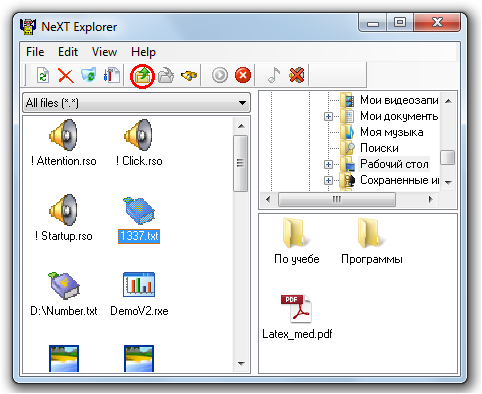 NeXT Explorer
File Edit View Help
All files (*.*)
! Attention.rso
! Click.rso
! Startup.rso
1337.txt
D:\Number.txt
DemoV2.rxe
Мои видеозапи
Мои документь
Моя музыка
Поиски
Рабочий стол
Сохраненные и
По учебе
Программы
PDF
Latex_med.pdf